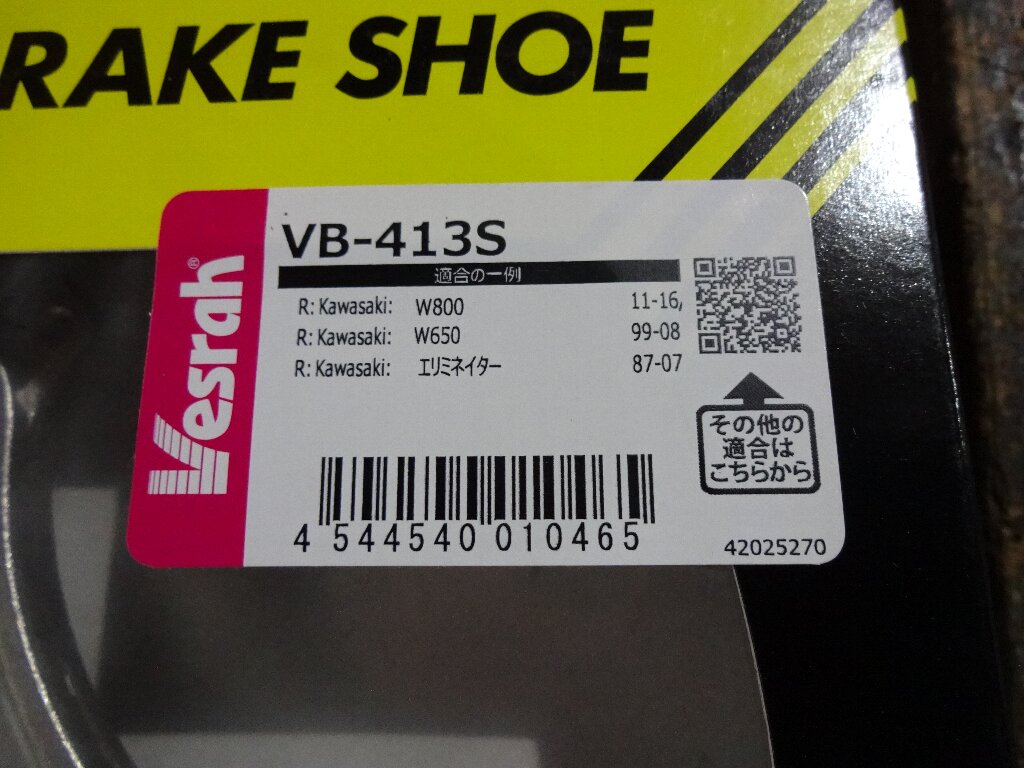 RAKE SHOE
Vesrah®
VB-413S
適合の一例
R: Kawasaki: W800 11-16,
R: Kawasaki: W650 99-08
R: Kawasaki: エリミネイター 87-07
その他の
適合は
こちらから
4 544540 010465
42025270